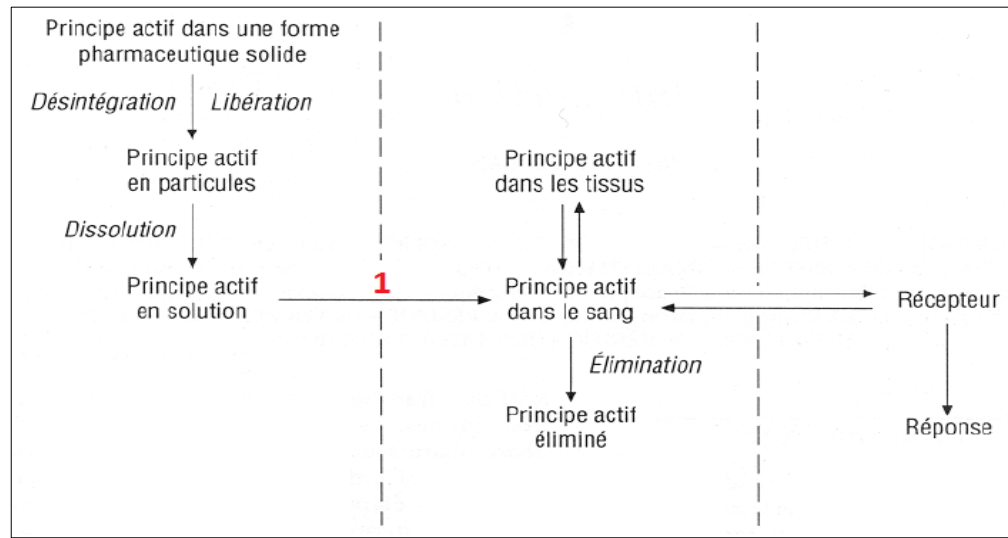 Principe actif dans une forme
pharmaceutique solide
Désintégration
Libération
Principe actif
en particules
Dissolution
Principe actif
en solution
1
Principe actif
dans les tissus
Principe actif
dans le sang
Élimination
Principe actif
éliminé
Récepteur
Réponse